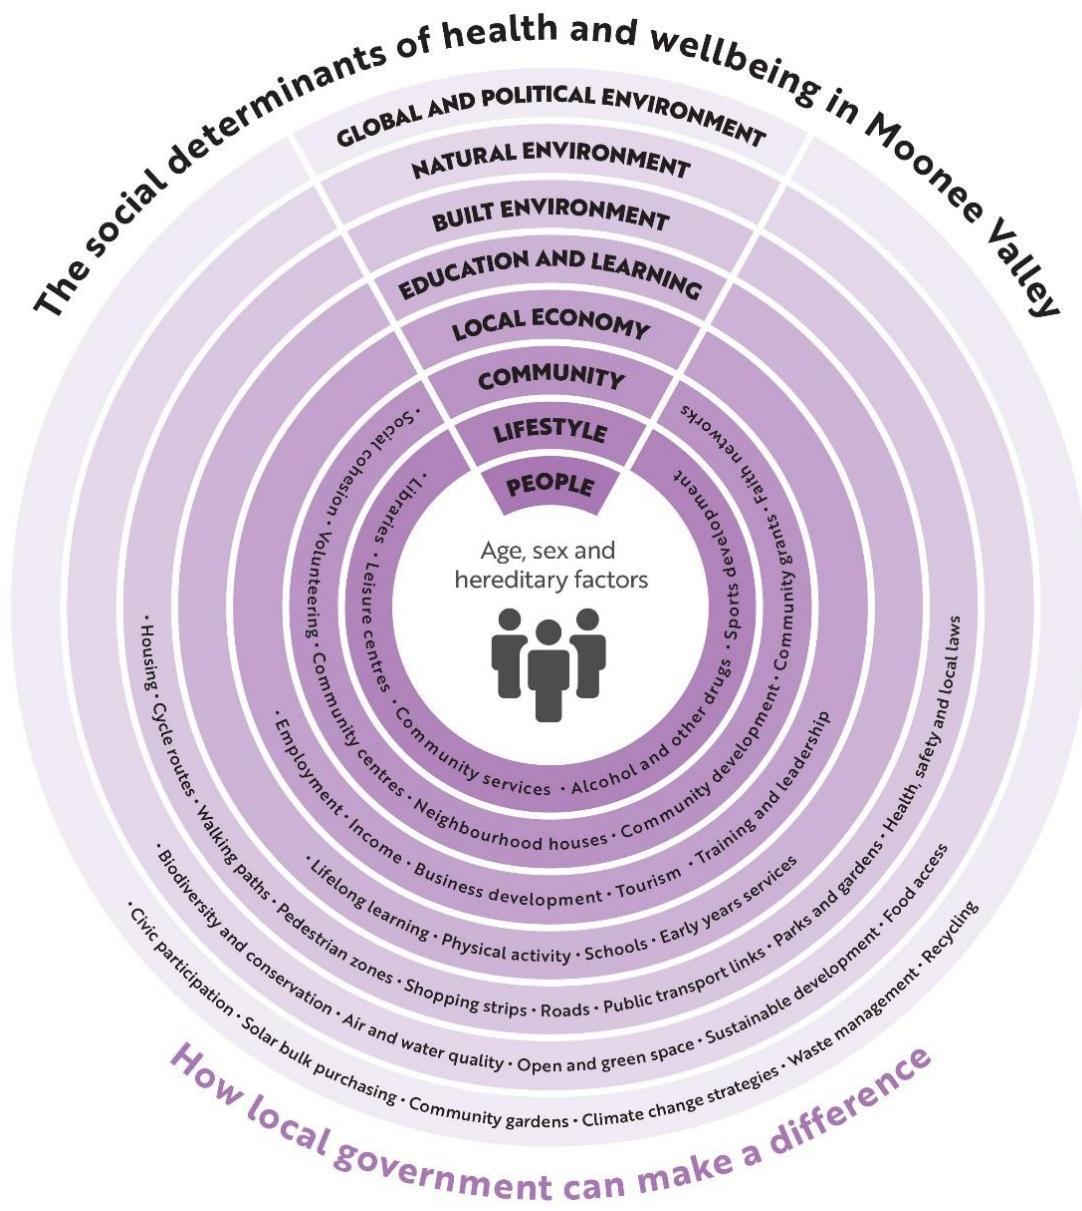 The social determinants of health and wellbeing in Moonee Valley
GLOBAL AND POLITICAL ENVIRONMENT
NATURAL ENVIRONMENT
BUILT ENVIRONMENT
EDUCATION AND LEARNING
LOCAL ECONOMY
COMMUNITY
LIFESTYLE
PEOPLE
Age, sex and
hereditary factors
• Libraries • Leisure centres • Community services • Alcohol and other drugs • Sports development
• Social cohesion • Volunteering • Community centres • Neighbourhood houses • Community development • Community grants • Faith networks
• Employment • Income • Business development • Tourism • Training and leadership
• Lifelong learning • Physical activity • Schools • Early years services
• Housing • Cycle routes • Walking paths • Pedestrian zones • Shopping strips • Roads • Public transport links • Parks and gardens • Health, safety and local laws
• Biodiversity and conservation • Air and water quality • Open and green space • Sustainable development • Food access
• Civic participation • Solar bulk purchasing • Community gardens • Climate change strategies • Waste management • Recycling
How local government can make a difference